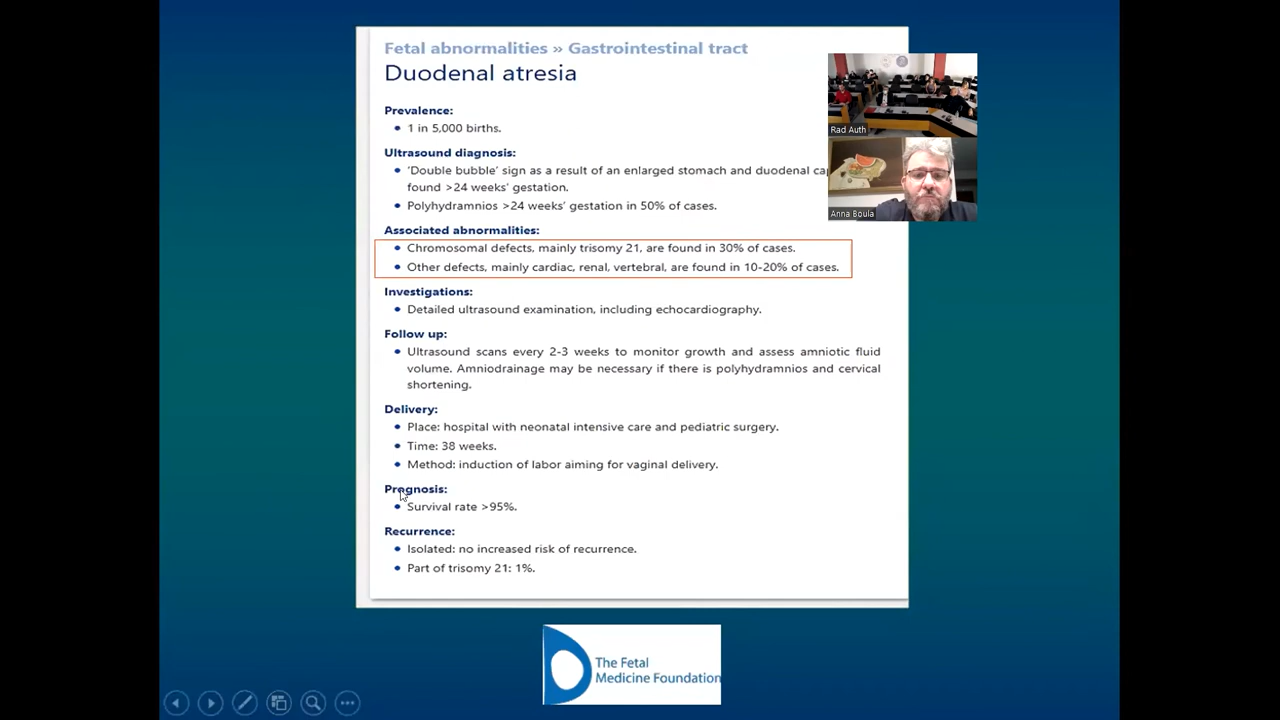 Fetal abnormalities » Gastrointestinal tract
Duodenal atresia
Prevalence:
• 1 in 5,000 births.
Ultrasound diagnosis:
• 'Double bubble' sign as a result of an enlarged stomach and duodenal
found >24 weeks' gestation.
• Polyhydramnios >24 weeks' gestation in 50% of cases.
Associated abnormalities:
• Chromosomal defects, mainly trisomy 21, are found in 30% of cases.
• Other defects, mainly cardiac, renal, vertebral, are found in 10-20% of cases.
Investigations:
• Detailed ultrasound examination, including echocardiography.
Follow up:
• Ultrasound scans every 2-3 weeks to monitor growth and assess amniotic fluid
volume. Amniodrainage may be necessary if there is polyhydramnios and cervical
shortening.
Delivery:
• Place: hospital with neonatal intensive care and pediatric surgery.
• Time: 38 weeks.
• Method: induction of labor aiming for vaginal delivery.
Prognosis:
• Survival rate >95%.
Recurrence:
• Isolated: no increased risk of recurrence.
• Part of trisomy 21: 1%.
Rad Auth
Anna Boula
The Fetal
Medicine Foundation